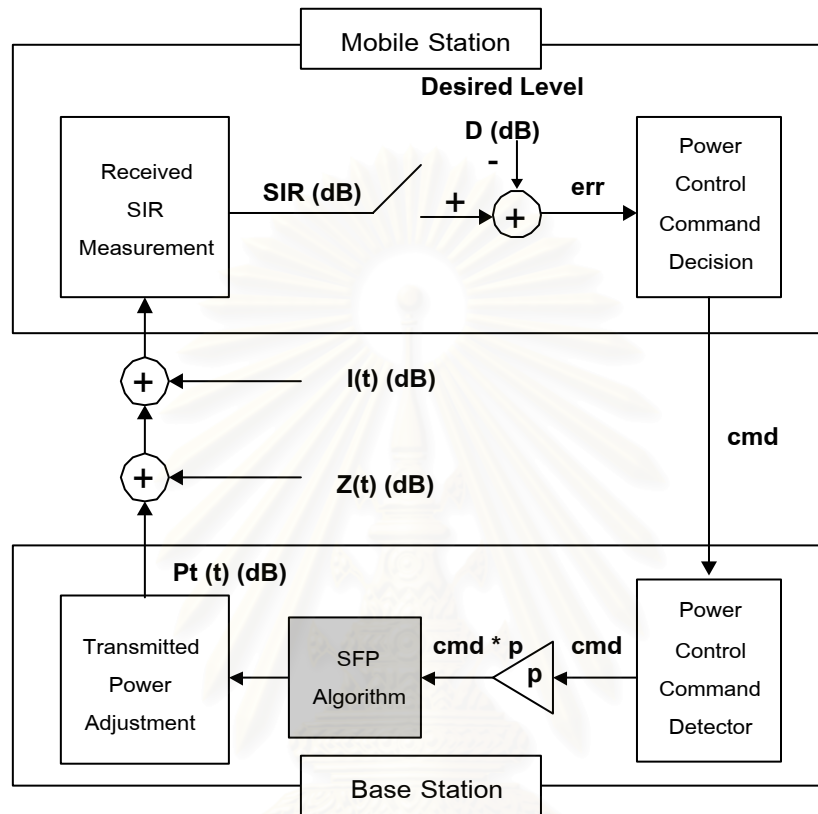 Mobile Station
Desired Level
D (dB)
-
Received
SIR
Measurement
SIR (dB)
+
+
err
Power
Control
Command
Decision
+
I(t) (dB)
cmd
+
Z(t) (dB)
Pt (t) (dB)
Transmitted
Power
Adjustment
SFP
Algorithm
cmd * p
p
cmd
Power
Control
Command
Detector
Base Station